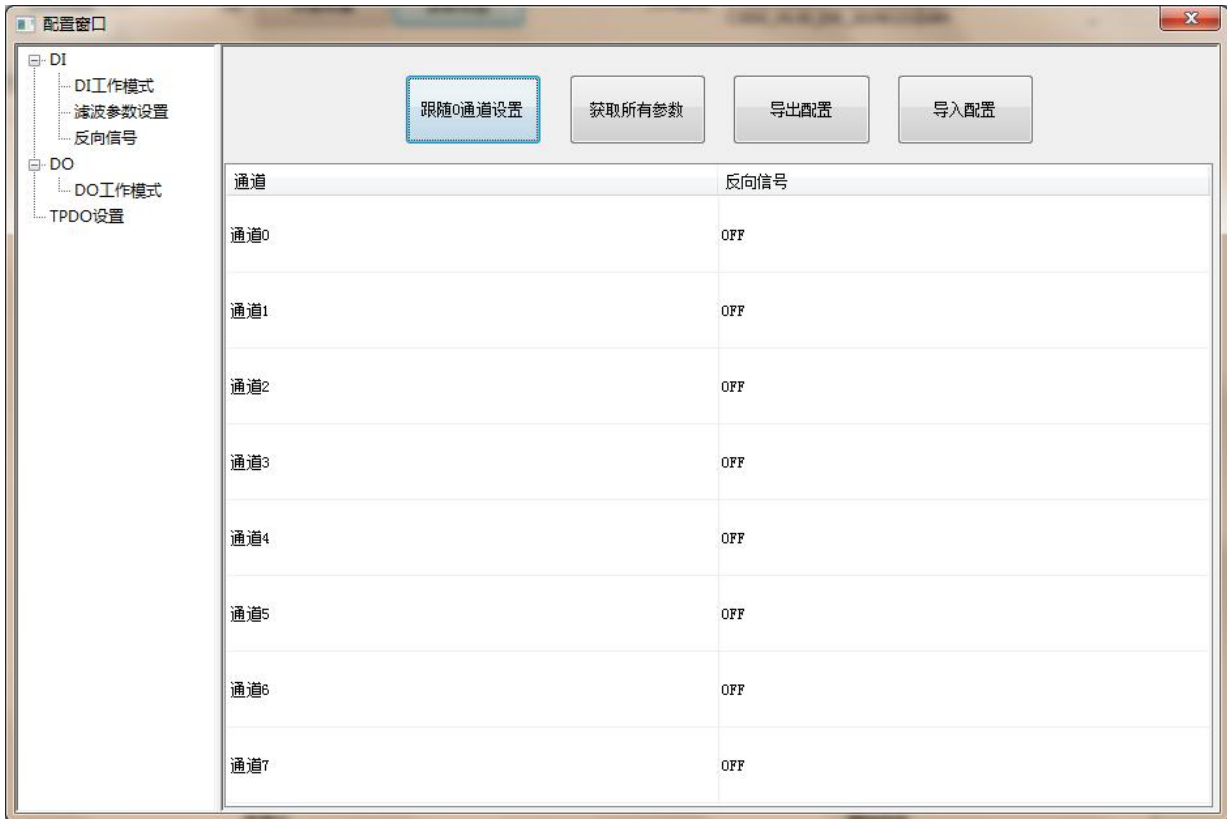 配置窗口
DI
DI工作模式
滤波参数设置
反向信号
DO
DO工作模式
TPDO设置
跟随0通道设置 获取所有参数 导出配置 导入配置
通道 反向信号
通道0 OFF
通道1 OFF
通道2 OFF
通道3 OFF
通道4 OFF
通道5 OFF
通道6 OFF
通道7 OFF